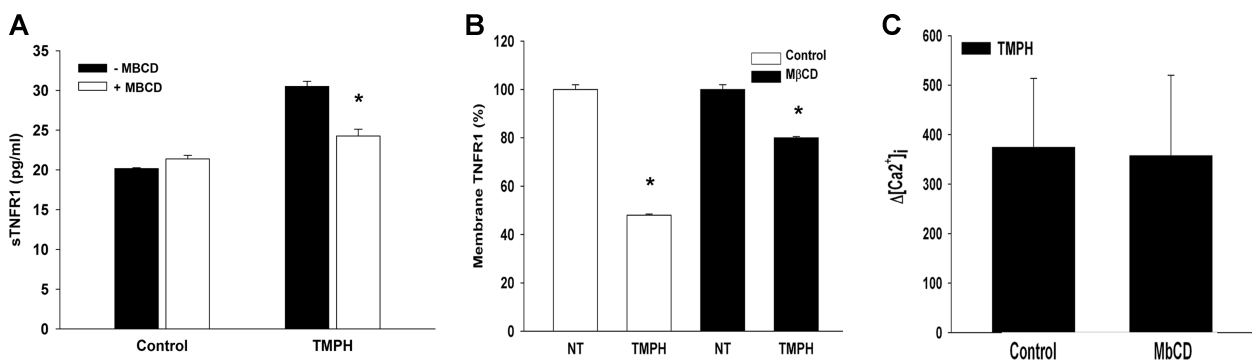 A
35
30
25
20
15
10
5
0
sTNFR1 (pg/ml)
- MBCD
+ MBCD
*
Control TMPH
B
120
100
80
60
40
20
0
Membrane TNFR1 (%)
Control
MβCD
*
*
NT TMPH NT TMPH
C
600
500
400
300
200
100
0
Δ[Ca2+]i
TMPH
Control MbCD